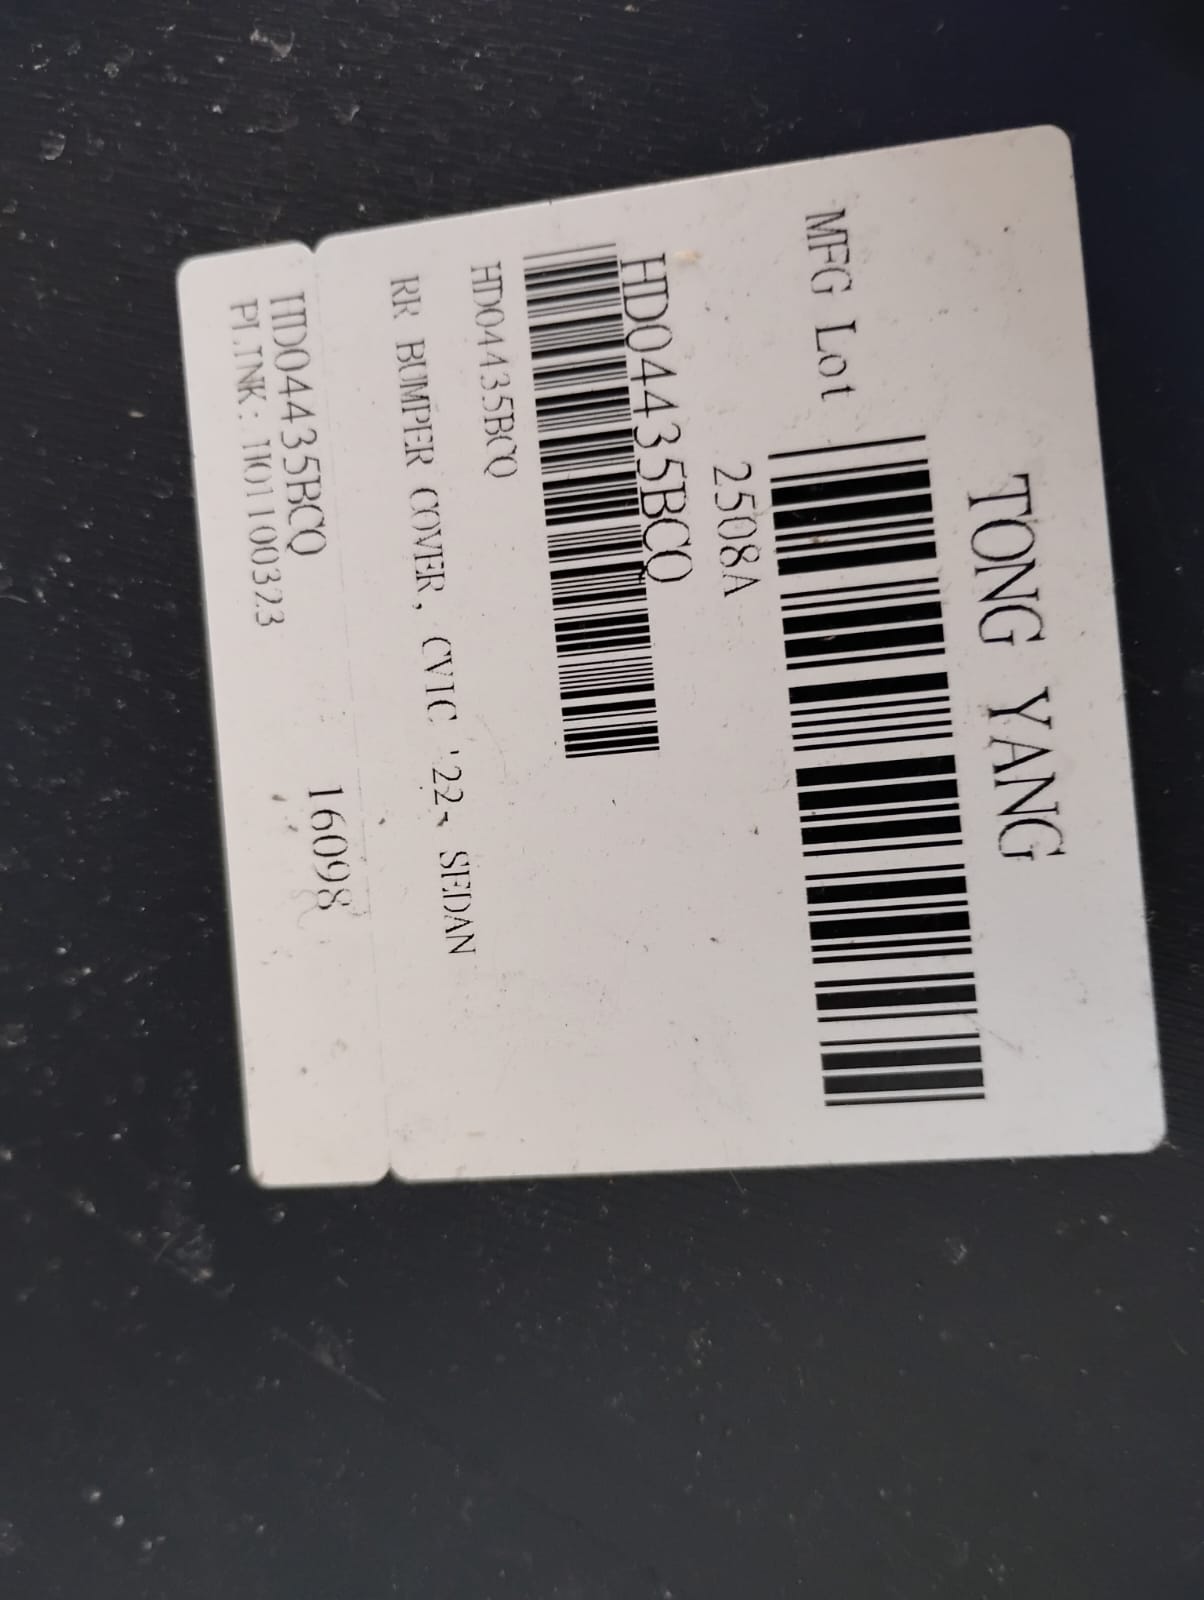 TONG YANG
MFG Lot
2508A
HD04435BCQ
HD04435BCQ
RR BUMPER COVER, CVIC '22- SEDAN
16098
HD04435BCQ
PLINK: HO1100323